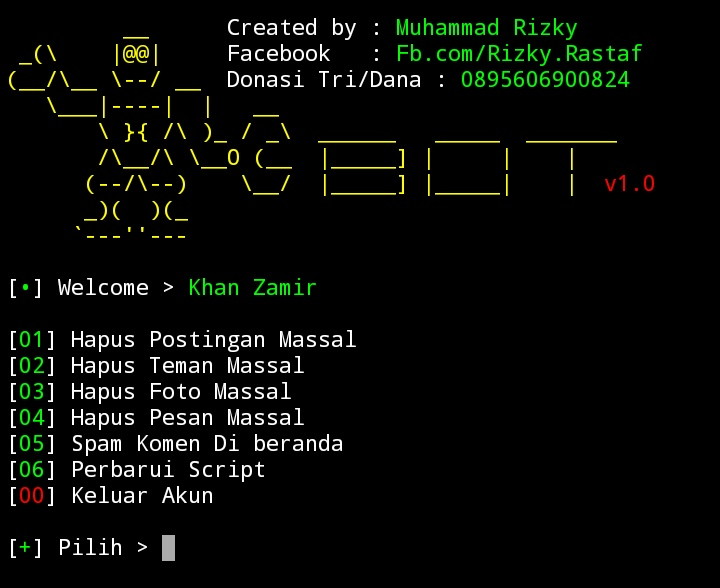 Created by : Muhammad Rizky
Facebook   : Fb.com/Rizky.Rastaf
Donasi Tri/Dana : 0895606900824
BOT
v1.0
[•] Welcome > Khan Zamir
[01] Hapus Postingan Massal
[02] Hapus Teman Massal
[03] Hapus Foto Massal
[04] Hapus Pesan Massal
[05] Spam Komen Di beranda
[06] Perbarui Script
[00] Keluar Akun
[+] Pilih >